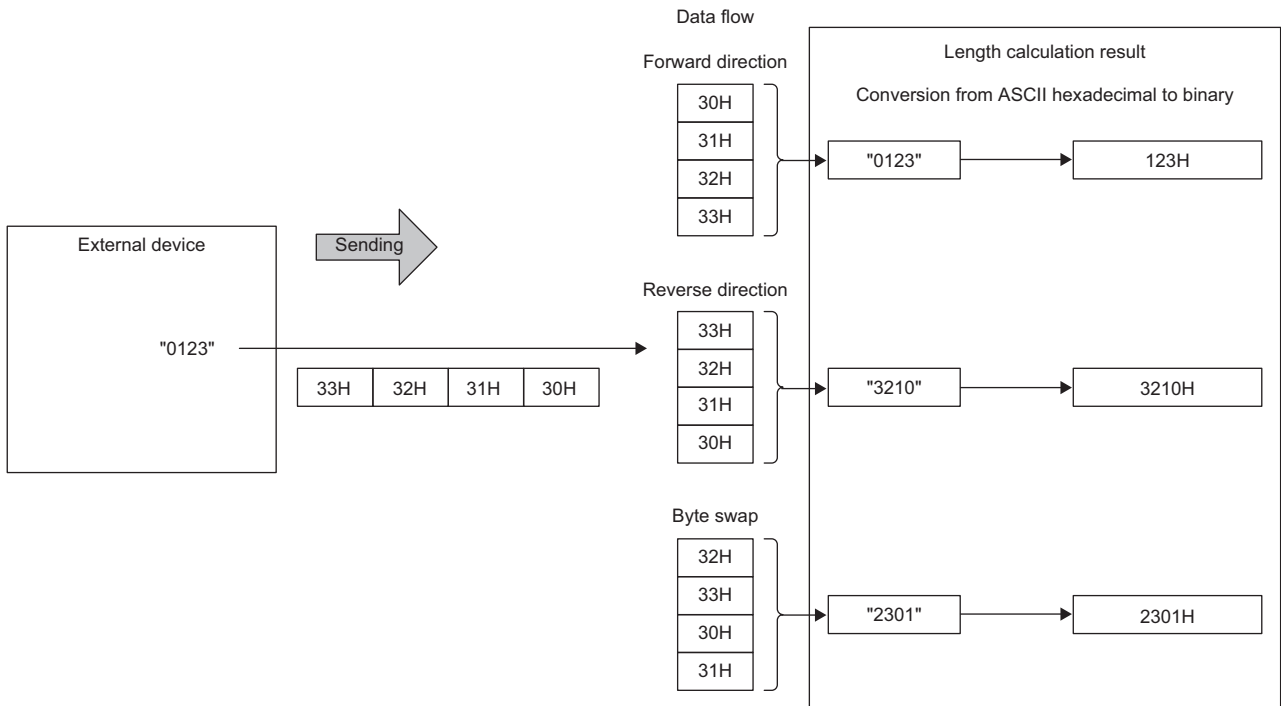 Data flow
Length calculation result
Conversion from ASCII hexadecimal to binary
Forward direction
30H
31H
32H
33H
"0123"
123H
External device
Sending
"0123"
33H
32H
31H
30H
Reverse direction
33H
32H
31H
30H
"3210"
3210H
Byte swap
32H
33H
30H
31H
"2301"
2301H